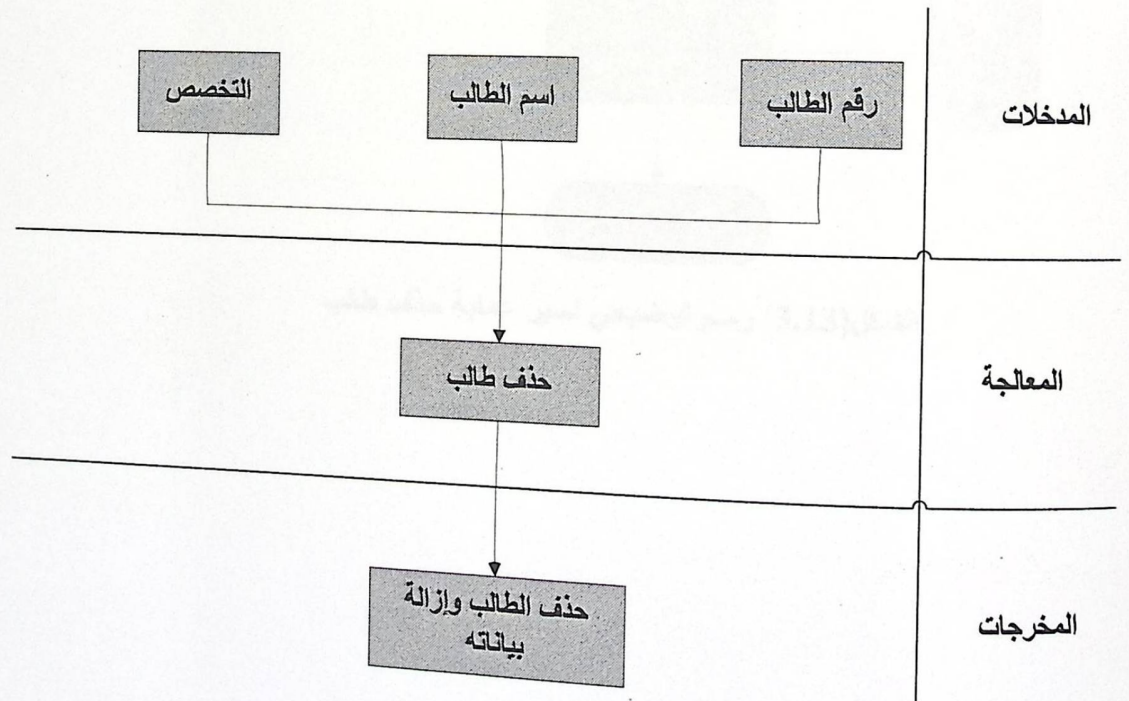 المدخلات
رقم الطالب
اسم الطالب
التخصص
المعالجة
حذف طالب
المخرجات
حذف الطالب وإزالة
بياناته